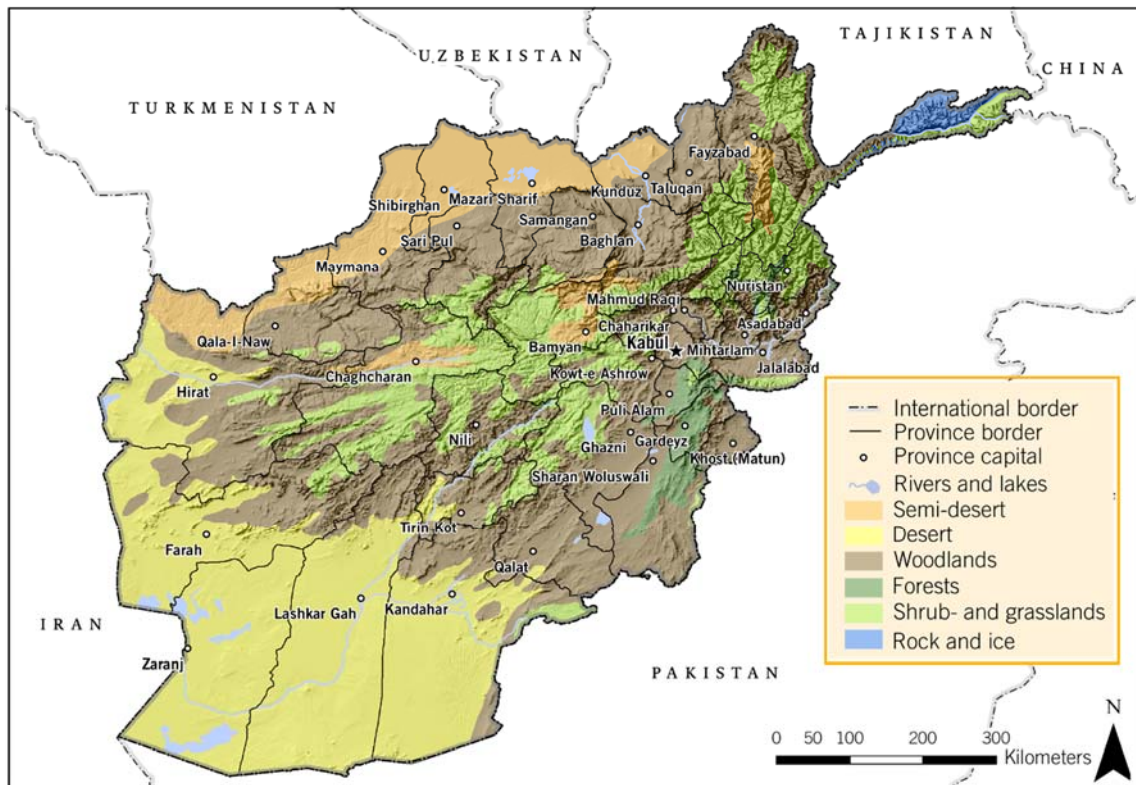 UZBEKISTAN
TAJIKISTAN
CHINA
TURKMENISTAN
Fayzabad
Kunduz
Taluqan
Shibirghan
Mazari Sharif
Samangan
Sari Pul
Baghlan
Maymana
Nuristan
Mahmud Raqi
Qala-I-Naw
Chaharikar
Asadabad
Bamyan
Kabul
Mihtarlam
Chaghcharan
Kowt-e Ashrow
Jalalabad
Hirat
Puli Alam
Nili
Ghazni
Gardeyz
Khost (Matun)
Sharan Woluswali
Tirin Kot
Farah
Qalat
Lashkar Gah
Kandahar
IRAN
Zaranj
PAKISTAN
International border
Province border
Province capital
Rivers and lakes
Semi-desert
Desert
Woodlands
Forests
Shrub- and grasslands
Rock and ice
N
0 50 100 200 300
Kilometers